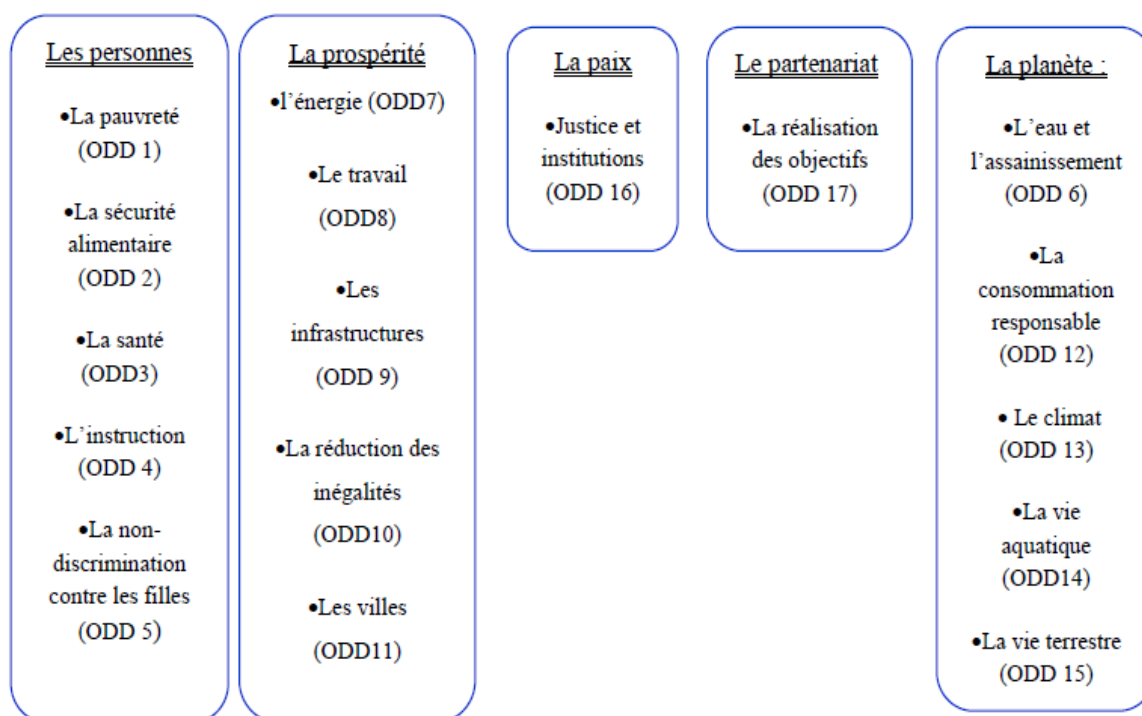 Les personnes
•La pauvreté
(ODD 1)
•La sécurité
alimentaire
(ODD 2)
•La santé
(ODD3)
•L’instruction
(ODD 4)
•La non-
discrimination
contre les filles
(ODD 5)
La prospérité
•l’énergie (ODD7)
•Le travail
(ODD8)
•Les
infrastructures
(ODD 9)
•La réduction des
inégalités
(ODD10)
•Les villes
(ODD11)
La paix
•Justice et
institutions
(ODD 16)
Le partenariat
•La réalisation
des objectifs
(ODD 17)
La planète :
•L’eau et
l’assainissement
(ODD 6)
•La
consommation
responsable
(ODD 12)
• Le climat
(ODD 13)
•La vie
aquatique
(ODD14)
•La vie terrestre
(ODD 15)